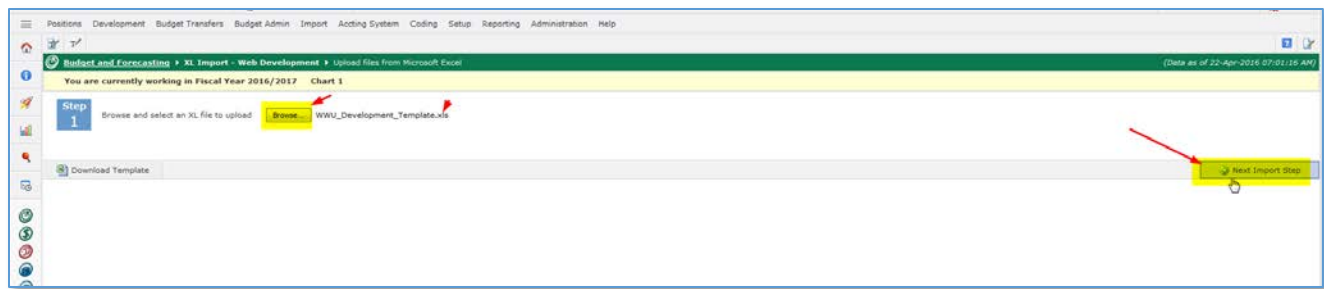 Positions Development Budget Transfers Budget Admin Import Acctng System Coding Setup Reporting Administration Help
Budget and Forecasting › XL Import - Web Development › Upload files from Microsoft Excel (Data as of 22-Apr-2016 07:01:16 AM)
You are currently working in Fiscal Year 2016/2017 Chart 1
Step
1
Browse and select an XL file to upload Browse... WWU_Development_Template.xls
Download Template Next Import Step